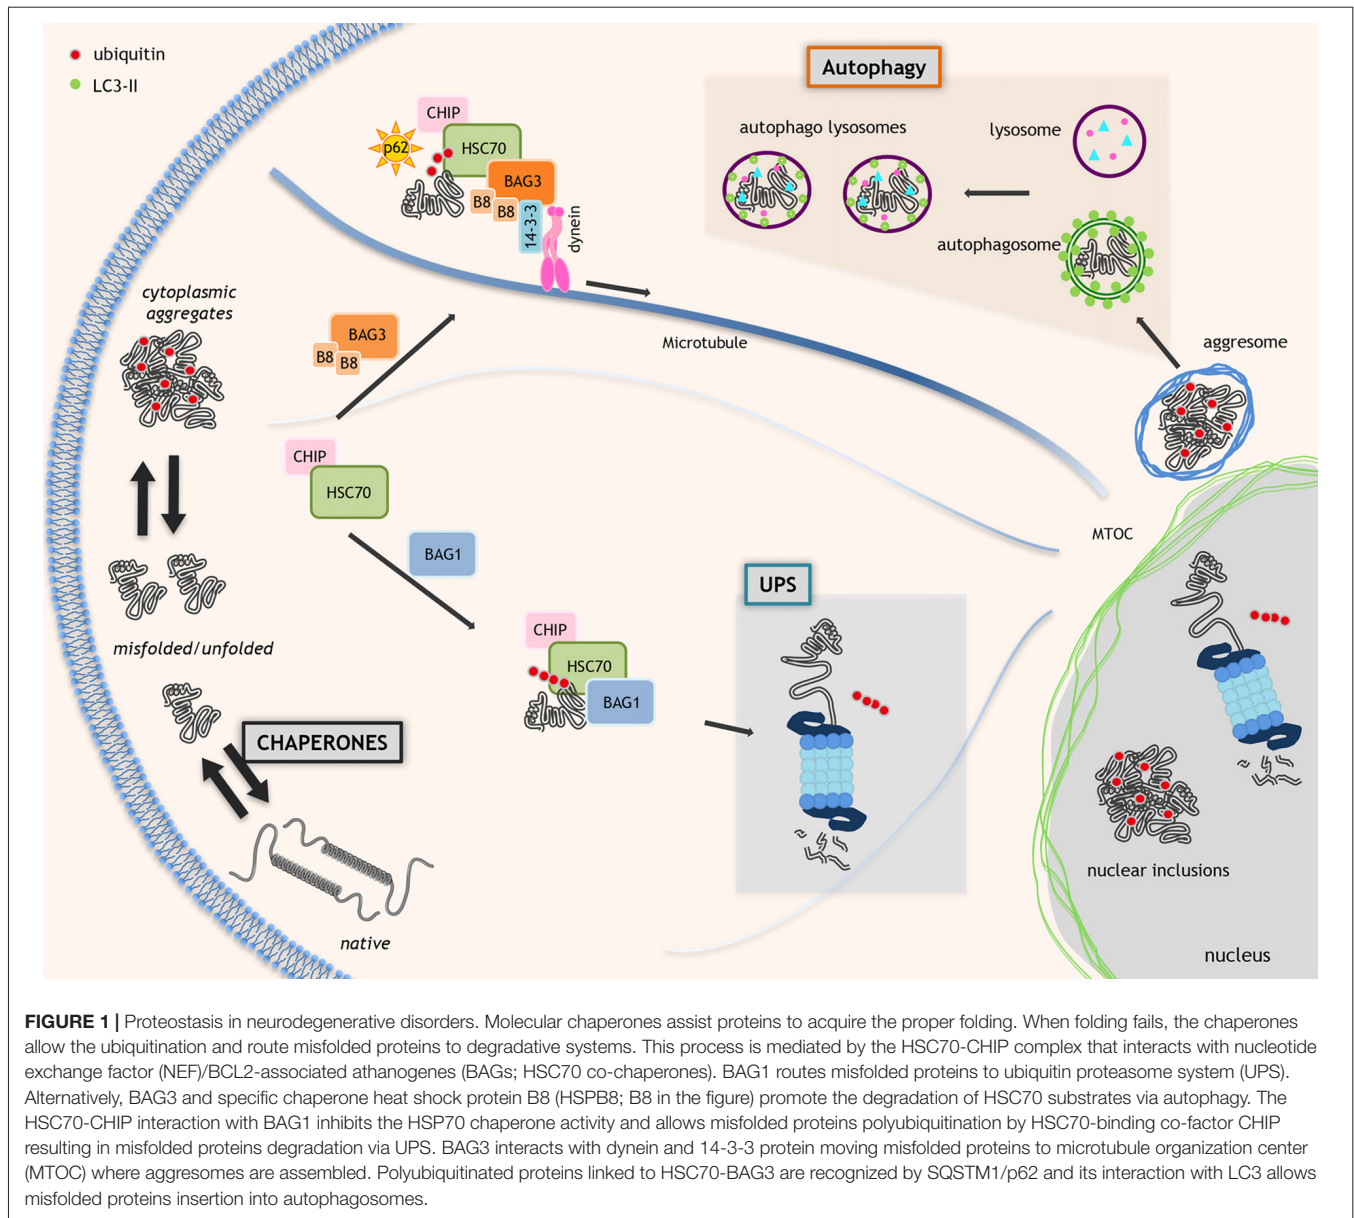 ubiquitin
LC3-II
Autophagy
autophago lysosomes
lysosome
autophagosome
aggresome
CHIP
p62
HSC70
BAG3
B8
B8
14-3-3
dynein
Microtubule
cytoplasmic
aggregates
BAG3
B8
B8
CHIP
HSC70
BAG1
MTOC
misfolded/unfolded
CHAPERONES
native
CHIP
HSC70
BAG1
UPS
nuclear inclusions
nucleus
FIGURE 1 | Proteostasis in neurodegenerative disorders. Molecular chaperones assist proteins to acquire the proper folding. When folding fails, the chaperones
allow the ubiquitination and route misfolded proteins to degradative systems. This process is mediated by the HSC70-CHIP complex that interacts with nucleotide
exchange factor (NEF)/BCL2-associated athanogenes (BAGs; HSC70 co-chaperones). BAG1 routes misfolded proteins to ubiquitin proteasome system (UPS).
Alternatively, BAG3 and specific chaperone heat shock protein B8 (HSPB8; B8 in the figure) promote the degradation of HSC70 substrates via autophagy. The
HSC70-CHIP interaction with BAG1 inhibits the HSP70 chaperone activity and allows misfolded proteins polyubiquitination by HSC70-binding co-factor CHIP
resulting in misfolded proteins degradation via UPS. BAG3 interacts with dynein and 14-3-3 protein moving misfolded proteins to microtubule organization center
(MTOC) where aggresomes are assembled. Polyubiquitinated proteins linked to HSC70-BAG3 are recognized by SQSTM1/p62 and its interaction with LC3 allows
misfolded proteins insertion into autophagosomes.